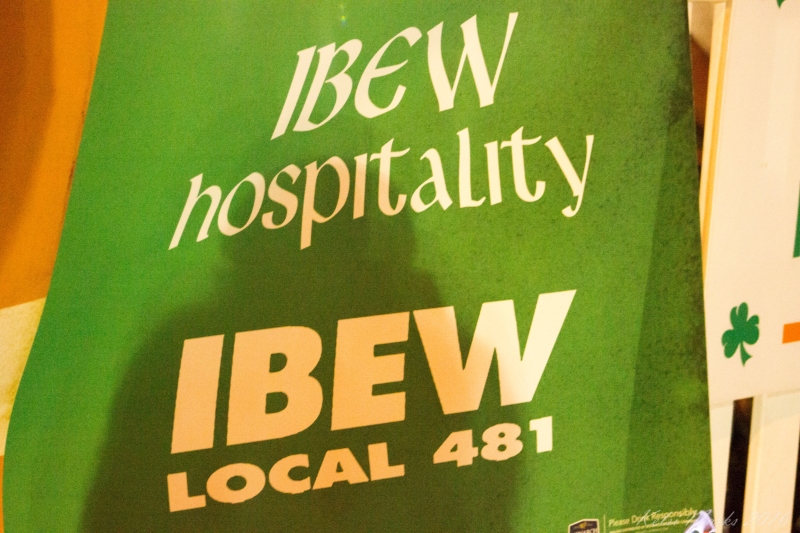 IBEW
hospitality
IBEW
LOCAL 481
Please Drink Responsibly.